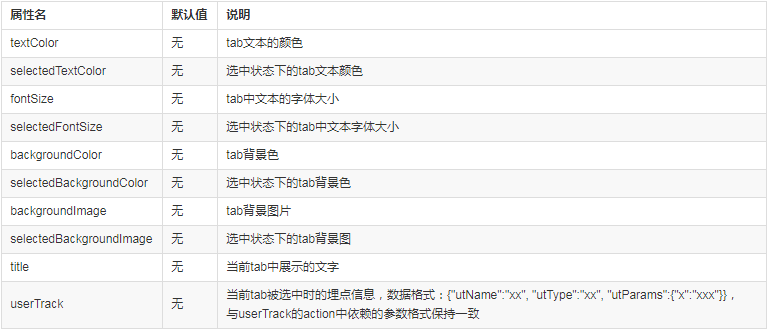 属性名 默认值 说明
textColor 无 tab文本的颜色
selectedTextColor 无 选中状态下的tab文本颜色
fontSize 无 tab中文本的字体大小
selectedFontSize 无 选中状态下的tab中文本字体大小
backgroundColor 无 tab背景色
selectedBackgroundColor 无 选中状态下的tab背景色
backgroundImage 无 tab背景图片
selectedBackgroundImage 无 选中状态下的tab背景图
title 无 当前tab中展示的文字
userTrack 无 当前tab被选中时的埋点信息，数据格式：{"utName":"xx", "utType":"xx", "utParams":{"x":"xxx"}}，
与userTrack的action中依赖的参数格式保持一致